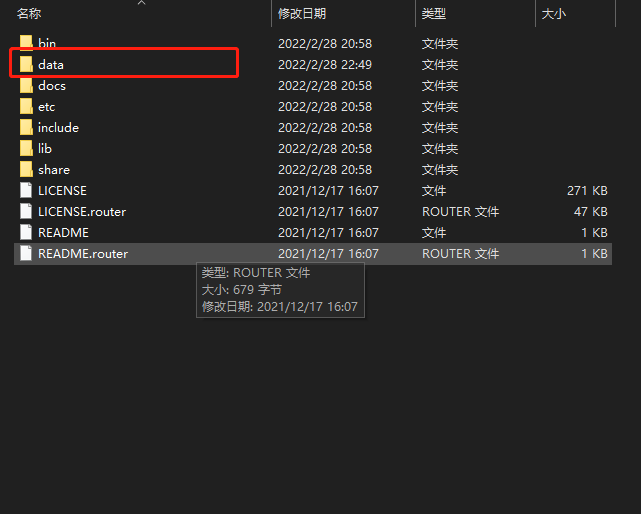 名称 修改日期 类型 大小
bin 2022/2/28 20:58 文件夹
data 2022/2/28 22:49 文件夹
docs 2022/2/28 20:58 文件夹
etc 2022/2/28 20:58 文件夹
include 2022/2/28 20:58 文件夹
lib 2022/2/28 20:58 文件夹
share 2022/2/28 20:58 文件夹
LICENSE 2021/12/17 16:07 文件 271 KB
LICENSE.router 2021/12/17 16:07 ROUTER 文件 47 KB
README 2021/12/17 16:07 文件 1 KB
README.router 2021/12/17 16:07 ROUTER 文件 1 KB
类型: ROUTER 文件
大小: 679 字节
修改日期: 2021/12/17 16:07